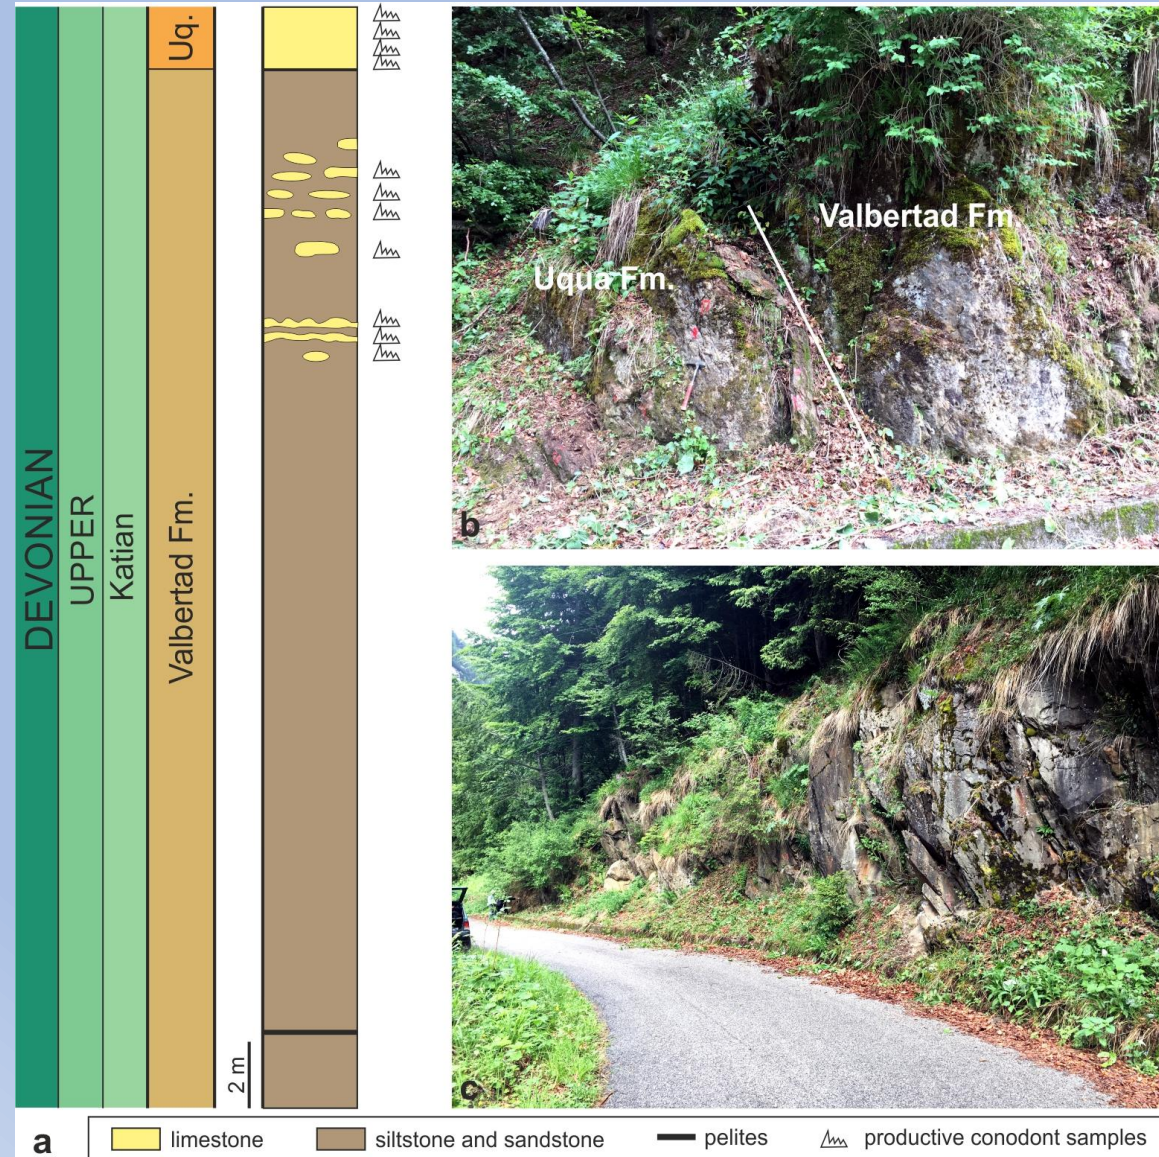 DEVONIAN
UPPER
Katian
Uq.
Valbertad Fm.
2 m
Uqua Fm.
Valbertad Fm.
b
c
a
limestone
siltstone and sandstone
pelites
productive conodont samples